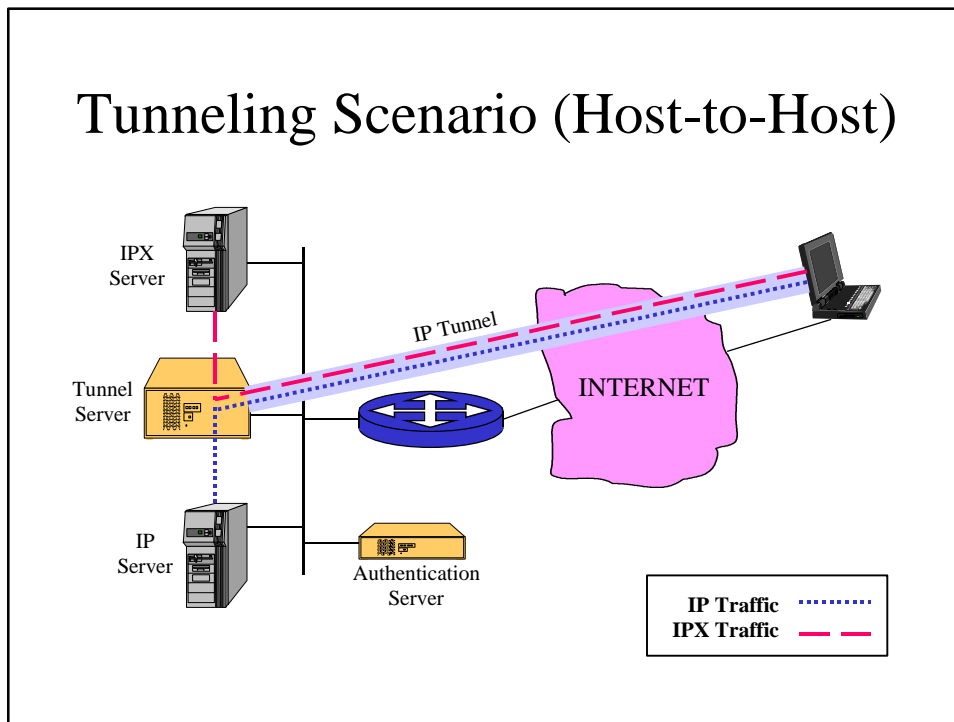 Tunneling Scenario (Host-to-Host)
IPX
Server
IP Tunnel
Tunnel
Server
INTERNET
IP
Server
Authentication
Server
IP Traffic
IPX Traffic